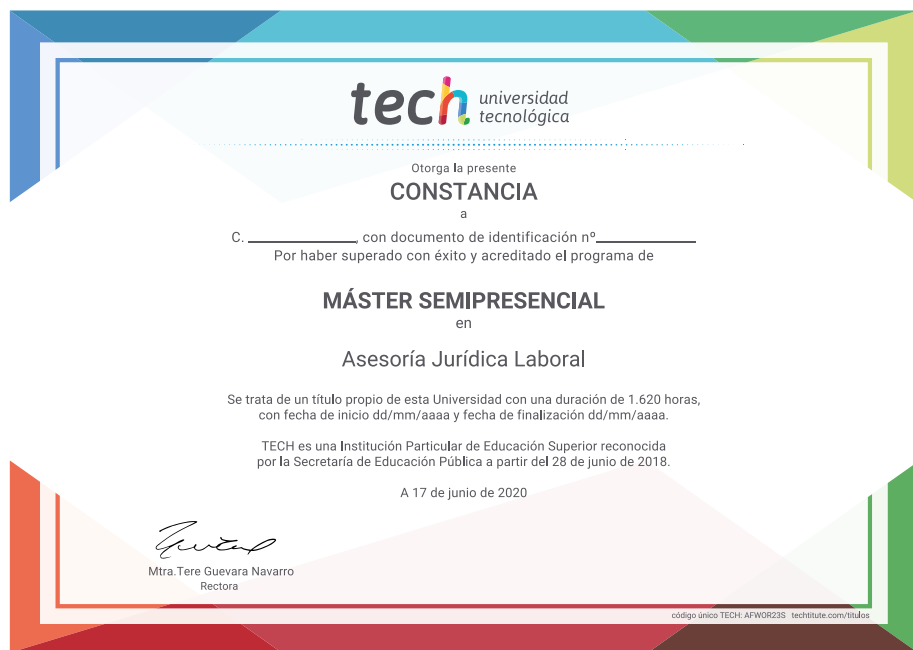 tech universidad
tecnológica
Otorga la presente
CONSTANCIA
a
C. ____________, con documento de identificación nº____________
Por haber superado con éxito y acreditado el programa de
MÁSTER SEMIPRESENCIAL
en
Asesoría Jurídica Laboral
Se trata de un título propio de esta Universidad con una duración de 1.620 horas,
con fecha de inicio dd/mm/aaaa y fecha de finalización dd/mm/aaaa.
TECH es una Institución Particular de Educación Superior reconocida
por la Secretaría de Educación Pública a partir del 28 de junio de 2018.
A 17 de junio de 2020
Mtra.Tere Guevara Navarro
Rectora
código único TECH: AFWOR23S techtitute.com/titulos